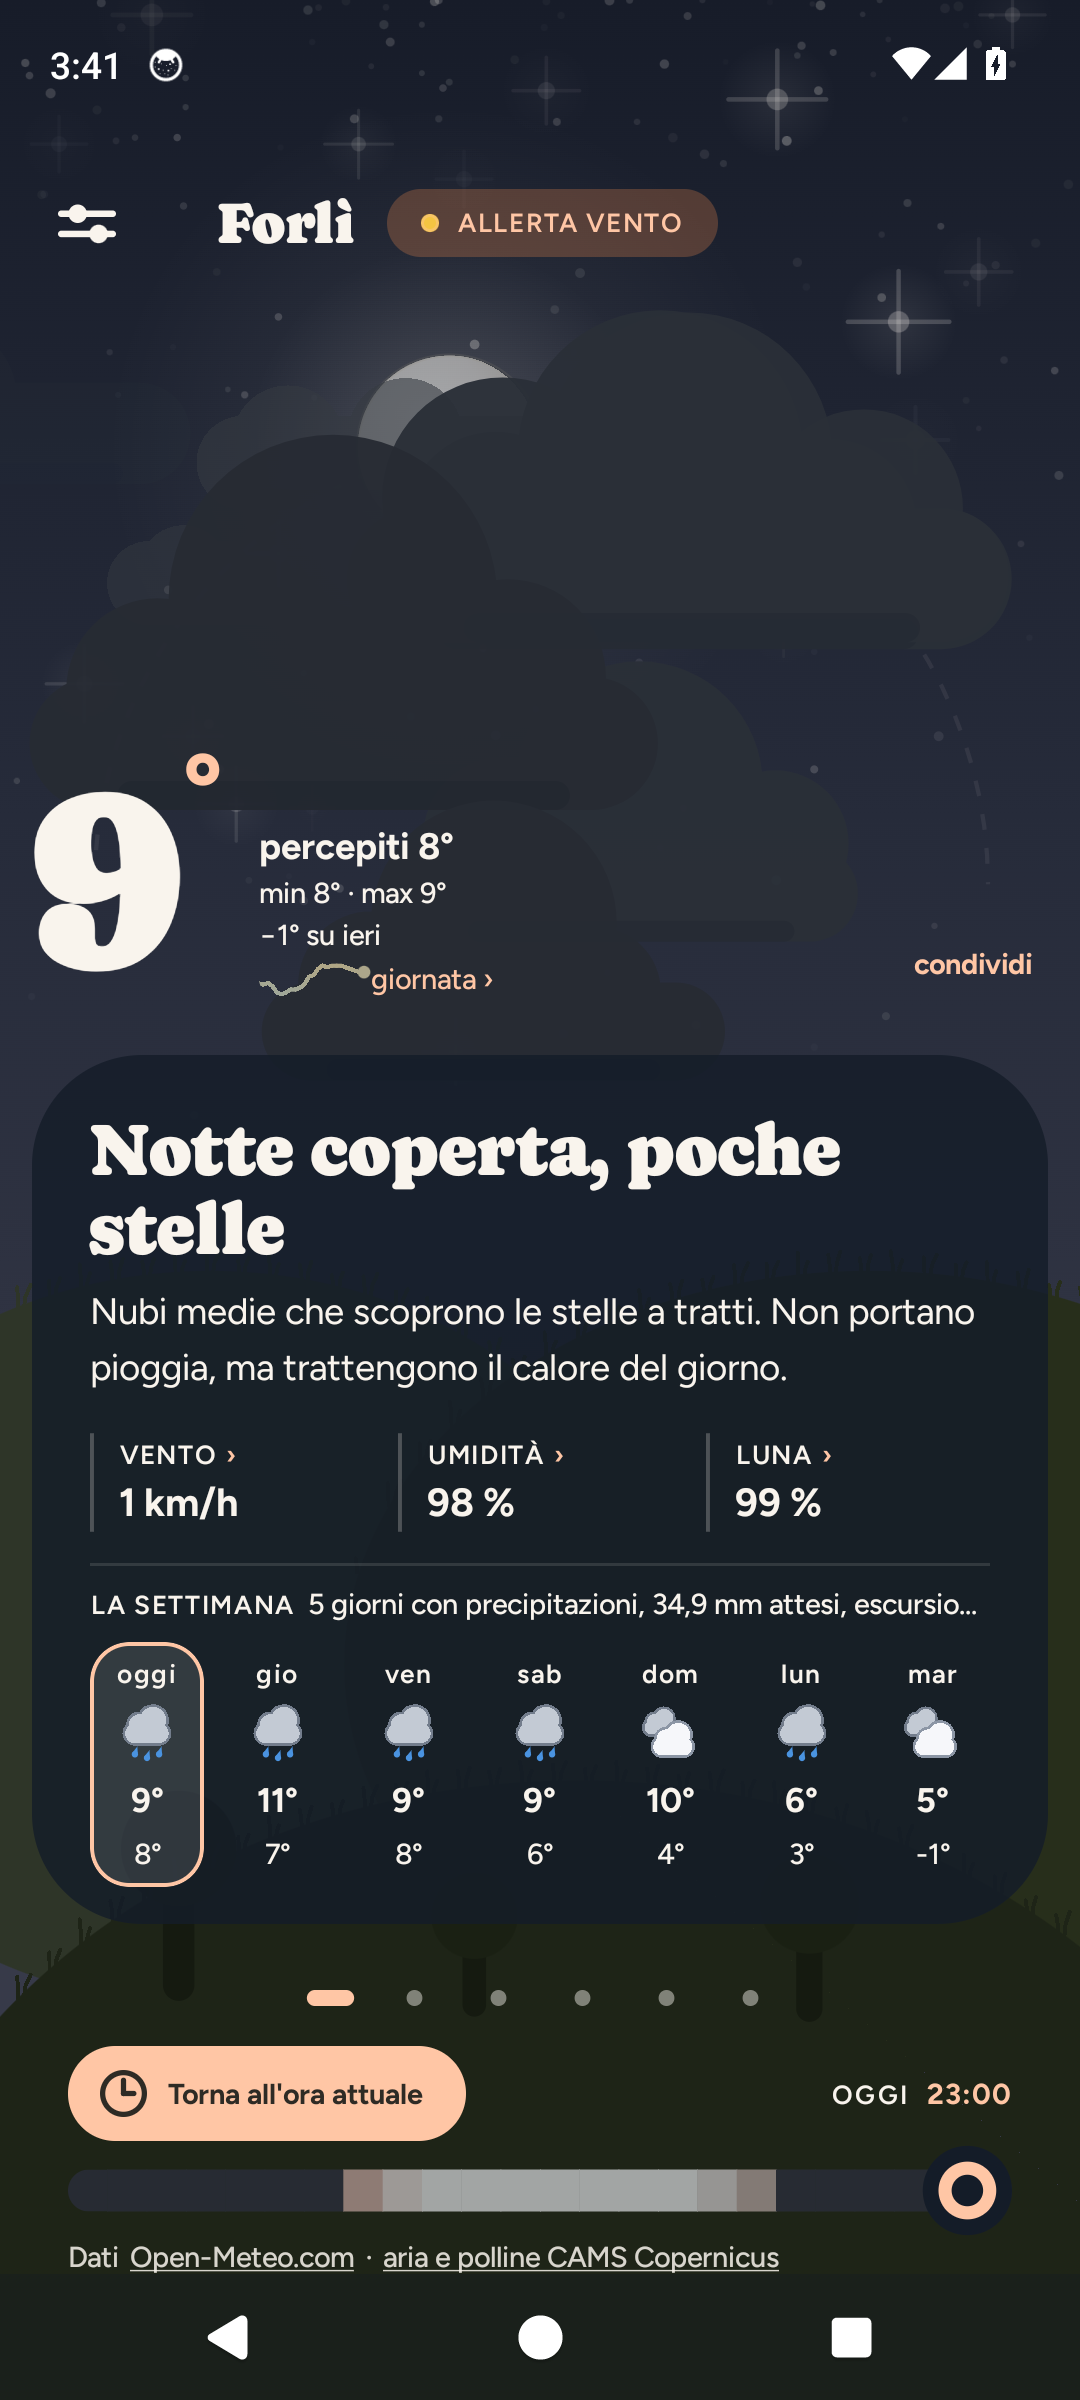 3:41
Forlì
ALLERTA VENTO
9°
percepiti 8°
min 8° · max 9°
−1° su ieri
giornata ›
condividi
Notte coperta, poche
stelle
Nubi medie che scoprono le stelle a tratti. Non portano
pioggia, ma trattengono il calore del giorno.
VENTO › UMIDITÀ › LUNA ›
1 km/h 98 % 99 %
LA SETTIMANA 5 giorni con precipitazioni, 34,9 mm attesi, escursio…
oggi gio ven sab dom lun mar
9° 11° 9° 9° 10° 6° 5°
8° 7° 8° 6° 4° 3° -1°
Torna all'ora attuale
OGGI 23:00
Dati Open-Meteo.com · aria e polline CAMS Copernicus